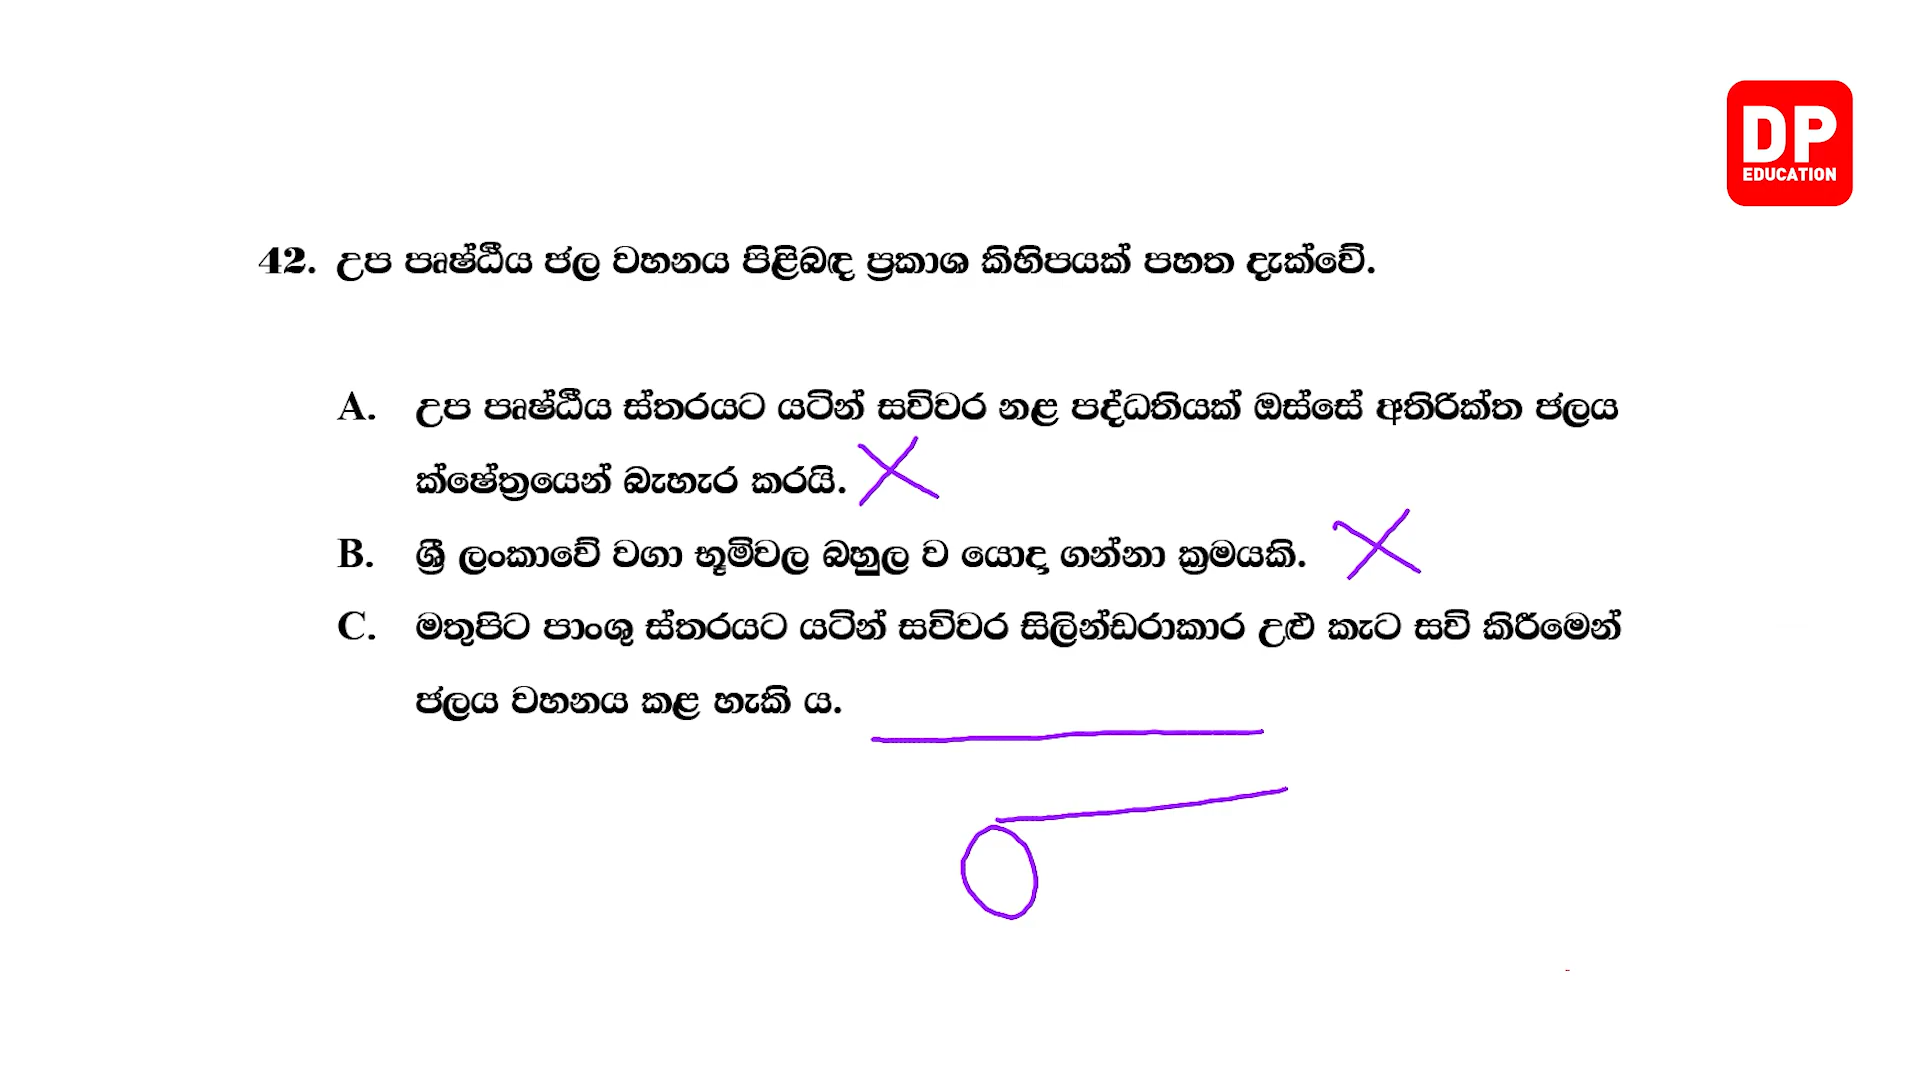 DP
EDUCATION
42. උප පෘෂ්ඨීය ජල වහනය පිළිබඳ ප්‍රකාශ කිහිපයක් පහත දැක්වේ.
A. උප පෘෂ්ඨීය ස්තරයට යටින් සවිවර නළ පද්ධතියක් ඔස්සේ අතිරික්ත ජලය
ක්ෂේත්‍රයෙන් බැහැර කරයි.
B. ශ්‍රී ලංකාවේ වගා භූමිවල බහුල ව යොදා ගන්නා ක්‍රමයකි.
C. මතුපිට පාංශු ස්තරයට යටින් සවිවර සිලින්ඩරාකාර උළු කැට සවි කිරීමෙන්
ජලය වහනය කළ හැකි ය.